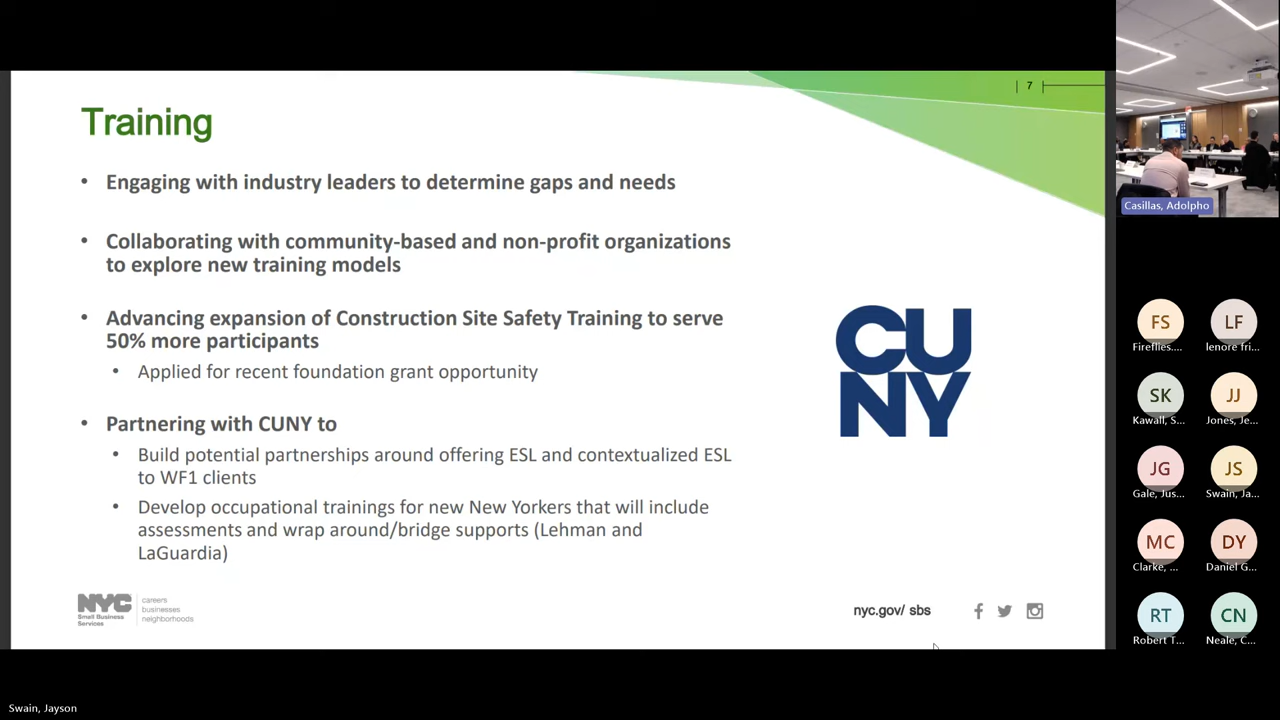 7
Training
• Engaging with industry leaders to determine gaps and needs
• Collaborating with community-based and non-profit organizations
to explore new training models
• Advancing expansion of Construction Site Safety Training to serve
50% more participants
• Applied for recent foundation grant opportunity
• Partnering with CUNY to
• Build potential partnerships around offering ESL and contextualized ESL
to WF1 clients
• Develop occupational trainings for new New Yorkers that will include
assessments and wrap around/bridge supports (Lehman and
LaGuardia)
CU
NY
NYC
Small Business
Services
careers
businesses
neighborhoods
nyc.gov/ sbs
Casillas, Adolpho
FS
Fireflies....
LF
lenore fri...
SK
Kawall, S...
JJ
Jones, Je...
JG
Gale, Jus...
JS
Swain, Ja...
MC
Clarke, ...
DY
Daniel G...
RT
Robert T...
CN
Neale, C...
Swain, Jayson